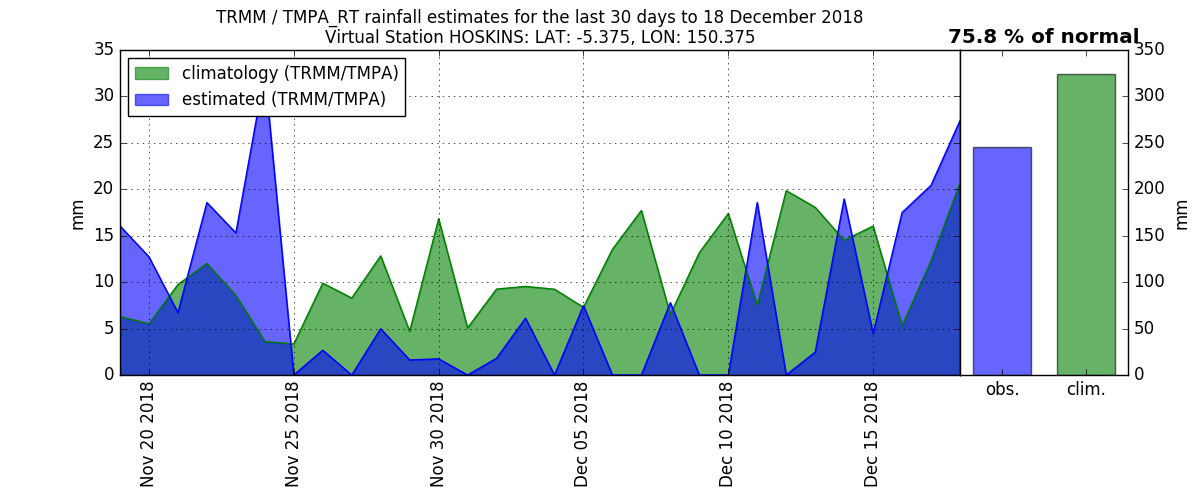 TRMM / TMPA_RT rainfall estimates for the last 30 days to 18 December 2018
Virtual Station HOSKINS: LAT: -5.375, LON: 150.375
75.8 % of normal
climatology (TRMM/TMPA)
estimated (TRMM/TMPA)
35
30
25
20
15
10
5
0
mm
Nov 20 2018
Nov 25 2018
Nov 30 2018
Dec 05 2018
Dec 10 2018
Dec 15 2018
obs.
clim.
350
300
250
200
150
100
50
0
mm